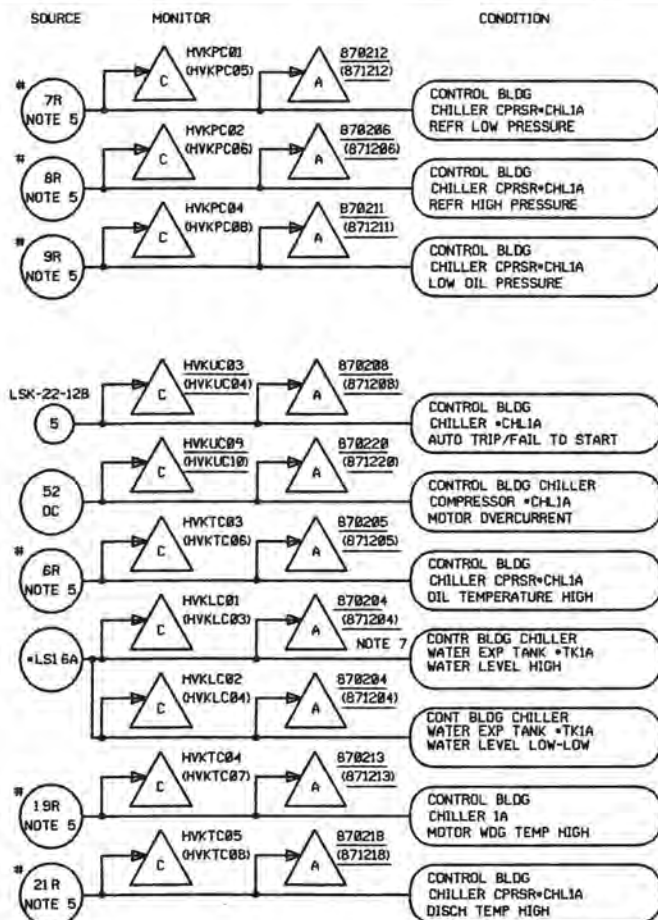 SOURCE MONITOR CONDITION
HVKPC01 870212
(HVKPC05) (871212)
# C A
7R
NOTE 5
CONTROL BLDG
CHILLER CPRSR*CHL1A
REFR LOW PRESSURE
HVKPC02 870206
(HVKPC06) (871206)
# C A
8R
NOTE 5
CONTROL BLDG
CHILLER CPRSR*CHL1A
REFR HIGH PRESSURE
HVKPC04 870211
(HVKPC08) (871211)
# C A
9R
NOTE 5
CONTROL BLDG
CHILLER CPRSR*CHL1A
LOW OIL PRESSURE
HVKUC03 870208
(HVKUC04) (871208)
LSK-22-12B C A
5
CONTROL BLDG
CHILLER *CHL1A
AUTO TRIP/FAIL TO START
HVKUC09 870220
(HVKUC10) (871220)
C A
52
OC
CONTROL BLDG CHILLER
COMPRESSOR *CHL1A
MOTOR OVERCURRENT
HVKTC03 870205
(HVKTC06) (871205)
# C A
6R
NOTE 5
CONTROL BLDG
CHILLER CPRSR*CHL1A
OIL TEMPERATURE HIGH
HVKLC01 870204
(HVKLC03) (871204)
C A NOTE 7
*LS16A
CONTR BLDG CHILLER
WATER EXP TANK *TK1A
WATER LEVEL HIGH
HVKLC02 870204
(HVKLC04) (871204)
C A
CONT BLDG CHILLER
WATER EXP TANK *TK1A
WATER LEVEL LOW-LOW
HVKTC04 870213
(HVKTC07) (871213)
# C A
19R
NOTE 5
CONTROL BLDG
CHILLER 1A
MOTOR WDG TEMP HIGH
HVKTC05 870218
(HVKTC08) (871218)
# C A
21R
NOTE 5
CONTROL BLDG
CHILLER CPRSR*CHL1A
DISCH TEMP HIGH